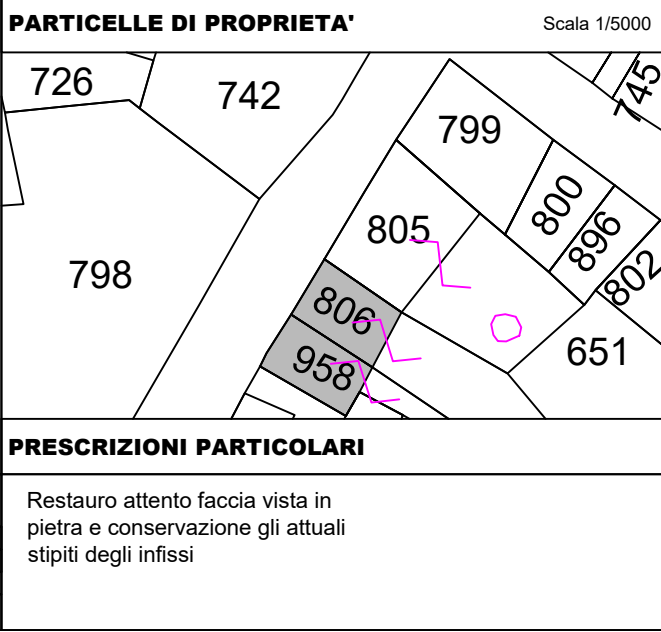 PARTICELLE DI PROPRIETA' Scala 1/5000
726
742
745
799
800
805
896
798
802
806
651
958
PRESCRIZIONI PARTICOLARI
Restauro attento faccia vista in
pietra e conservazione gli attuali
stipiti degli infissi